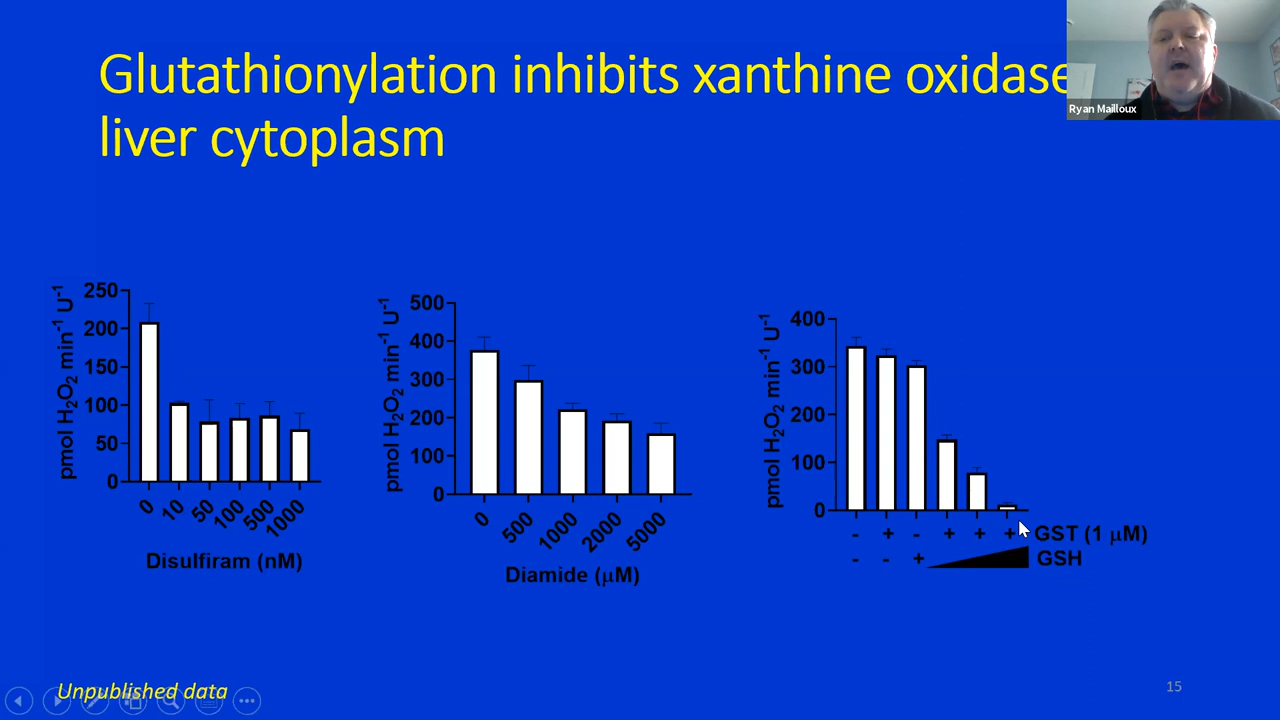 Glutathionylation inhibits xanthine oxidase
liver cytoplasm
Ryan Mailloux
pmol H₂O₂ min⁻¹ U⁻¹
250
200
150
100
50
0
0 10 50 100 500 1000
Disulfiram (nM)
pmol H₂O₂ min⁻¹ U⁻¹
500
400
300
200
100
0
0 500 1000 2000 5000
Diamide (µM)
pmol H₂O₂ min⁻¹ U⁻¹
400
300
200
100
0
- + - + + + GST (1 µM)
- - + GSH
Unpublished data
15